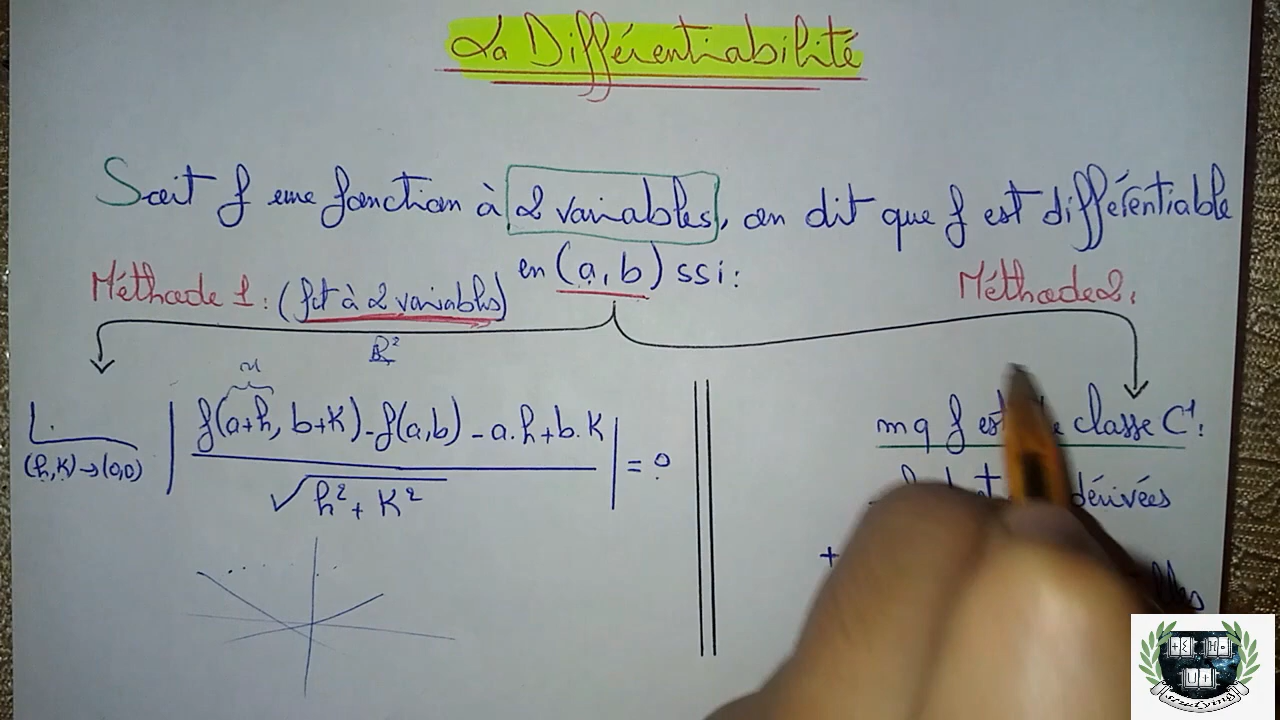 La Différentiabilité
Soit f une fonction à 2 variables, on dit que f est différentiable
en (a, b) ssi:
Méthode 1: (fct à 2 variables)
ℝ²
x
L. | f(a+h, b+k) - f(a,b) - a.h + b.k | = 0
(h,k)→(0,0) √h² + k²
Méthode 2:
mq f est classe C¹:
dérivées
+